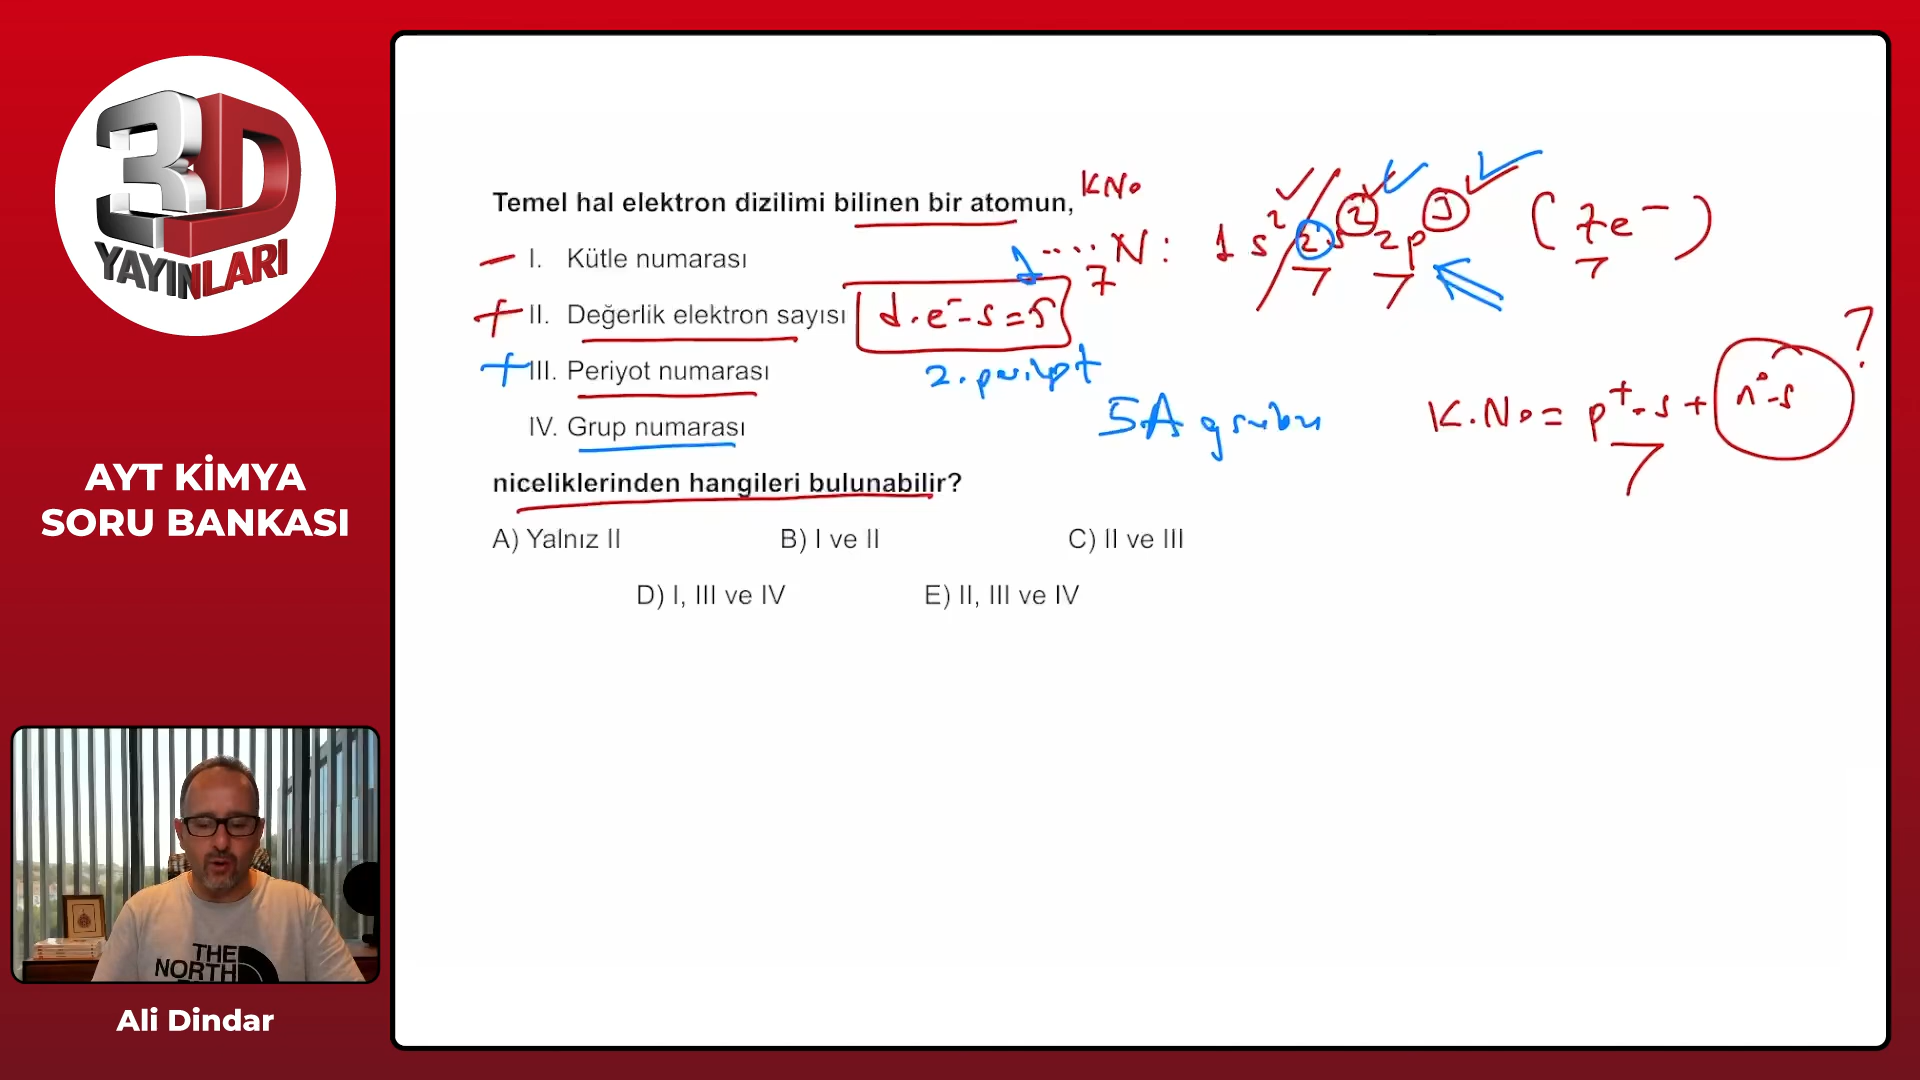 3D
YAYINLARI
AYT KİMYA
SORU BANKASI
THE
NORTH
Ali Dindar
Temel hal elektron dizilimi bilinen bir atomun,
I. Kütle numarası
II. Değerlik elektron sayısı
III. Periyot numarası
IV. Grup numarası
niceliklerinden hangileri bulunabilir?
A) Yalnız II B) I ve II C) II ve III
D) I, III ve IV E) II, III ve IV
K No
7N: 1s² 2s² 2p³ (7e⁻)
d.e⁻-s=5
2. periyot
5A grubu
K.No = p⁺-s + n⁰-s ?
7